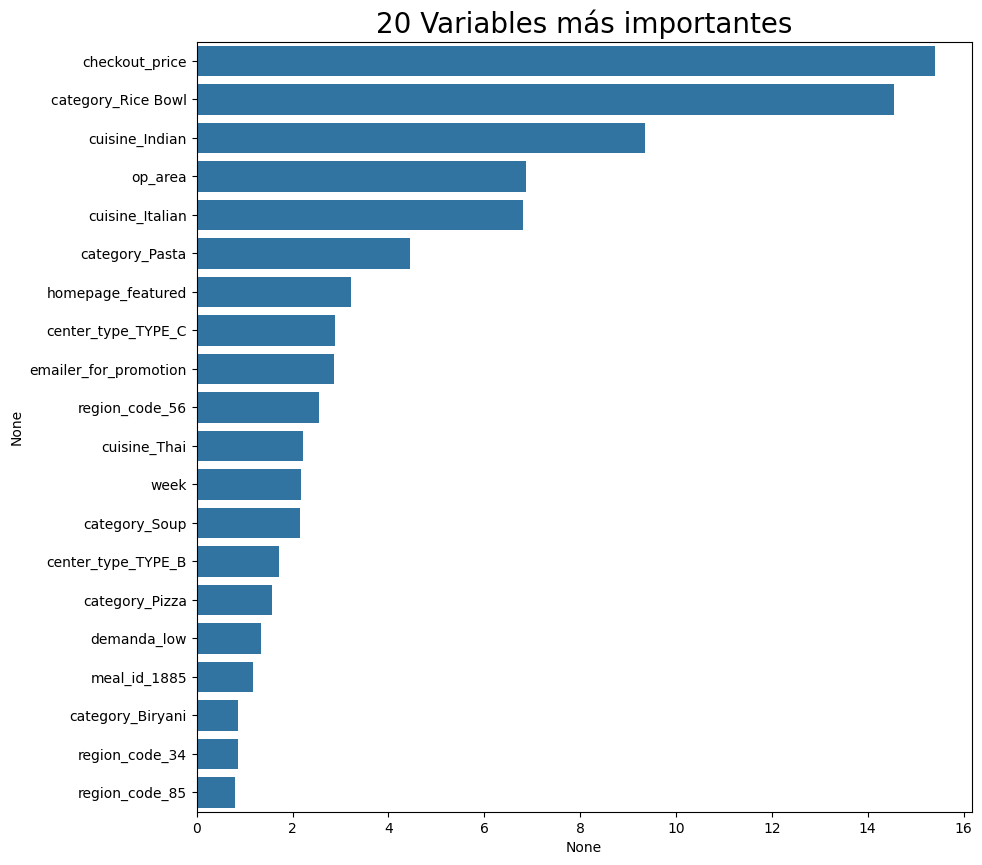 20 Variables más importantes
checkout_price
category_Rice Bowl
cuisine_Indian
op_area
cuisine_Italian
category_Pasta
homepage_featured
center_type_TYPE_C
emailer_for_promotion
region_code_56
cuisine_Thai
week
category_Soup
center_type_TYPE_B
category_Pizza
demanda_low
meal_id_1885
category_Biryani
region_code_34
region_code_85
None
0 2 4 6 8 10 12 14 16
None